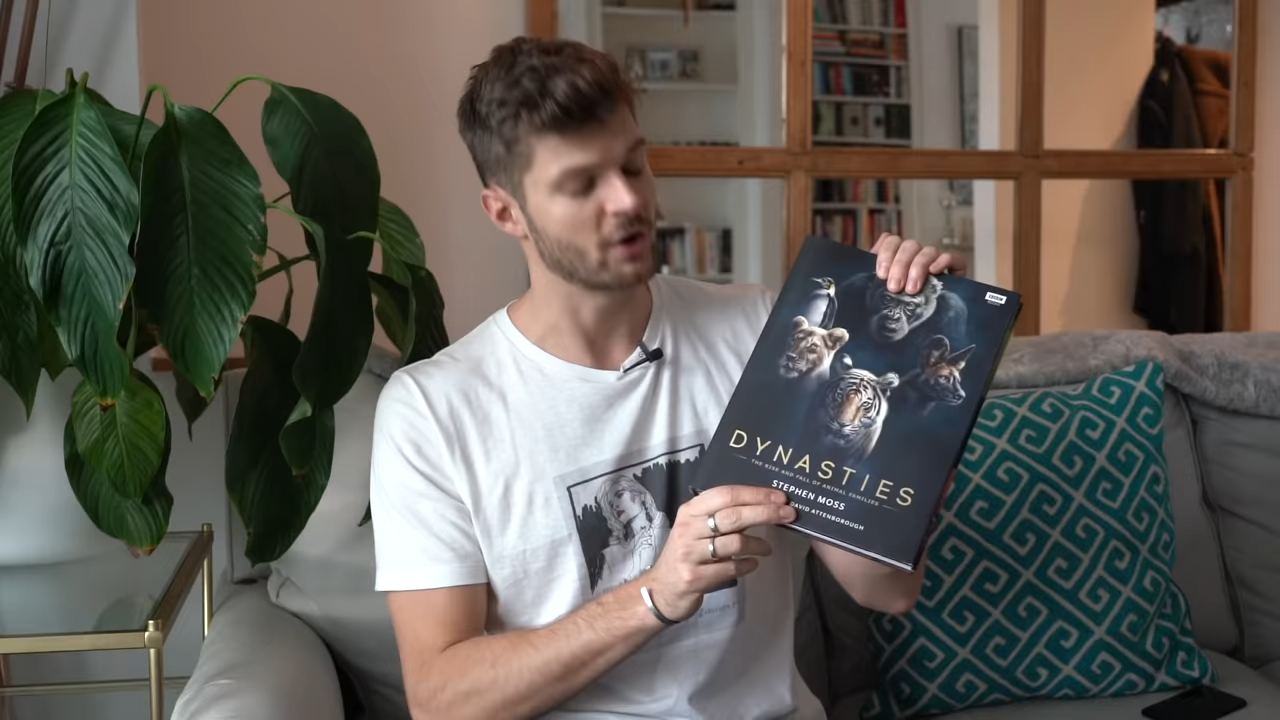 BBC
DYNASTIES
THE RISE AND FALL OF ANIMAL FAMILIES
STEPHEN MOSS
DAVID ATTENBOROUGH